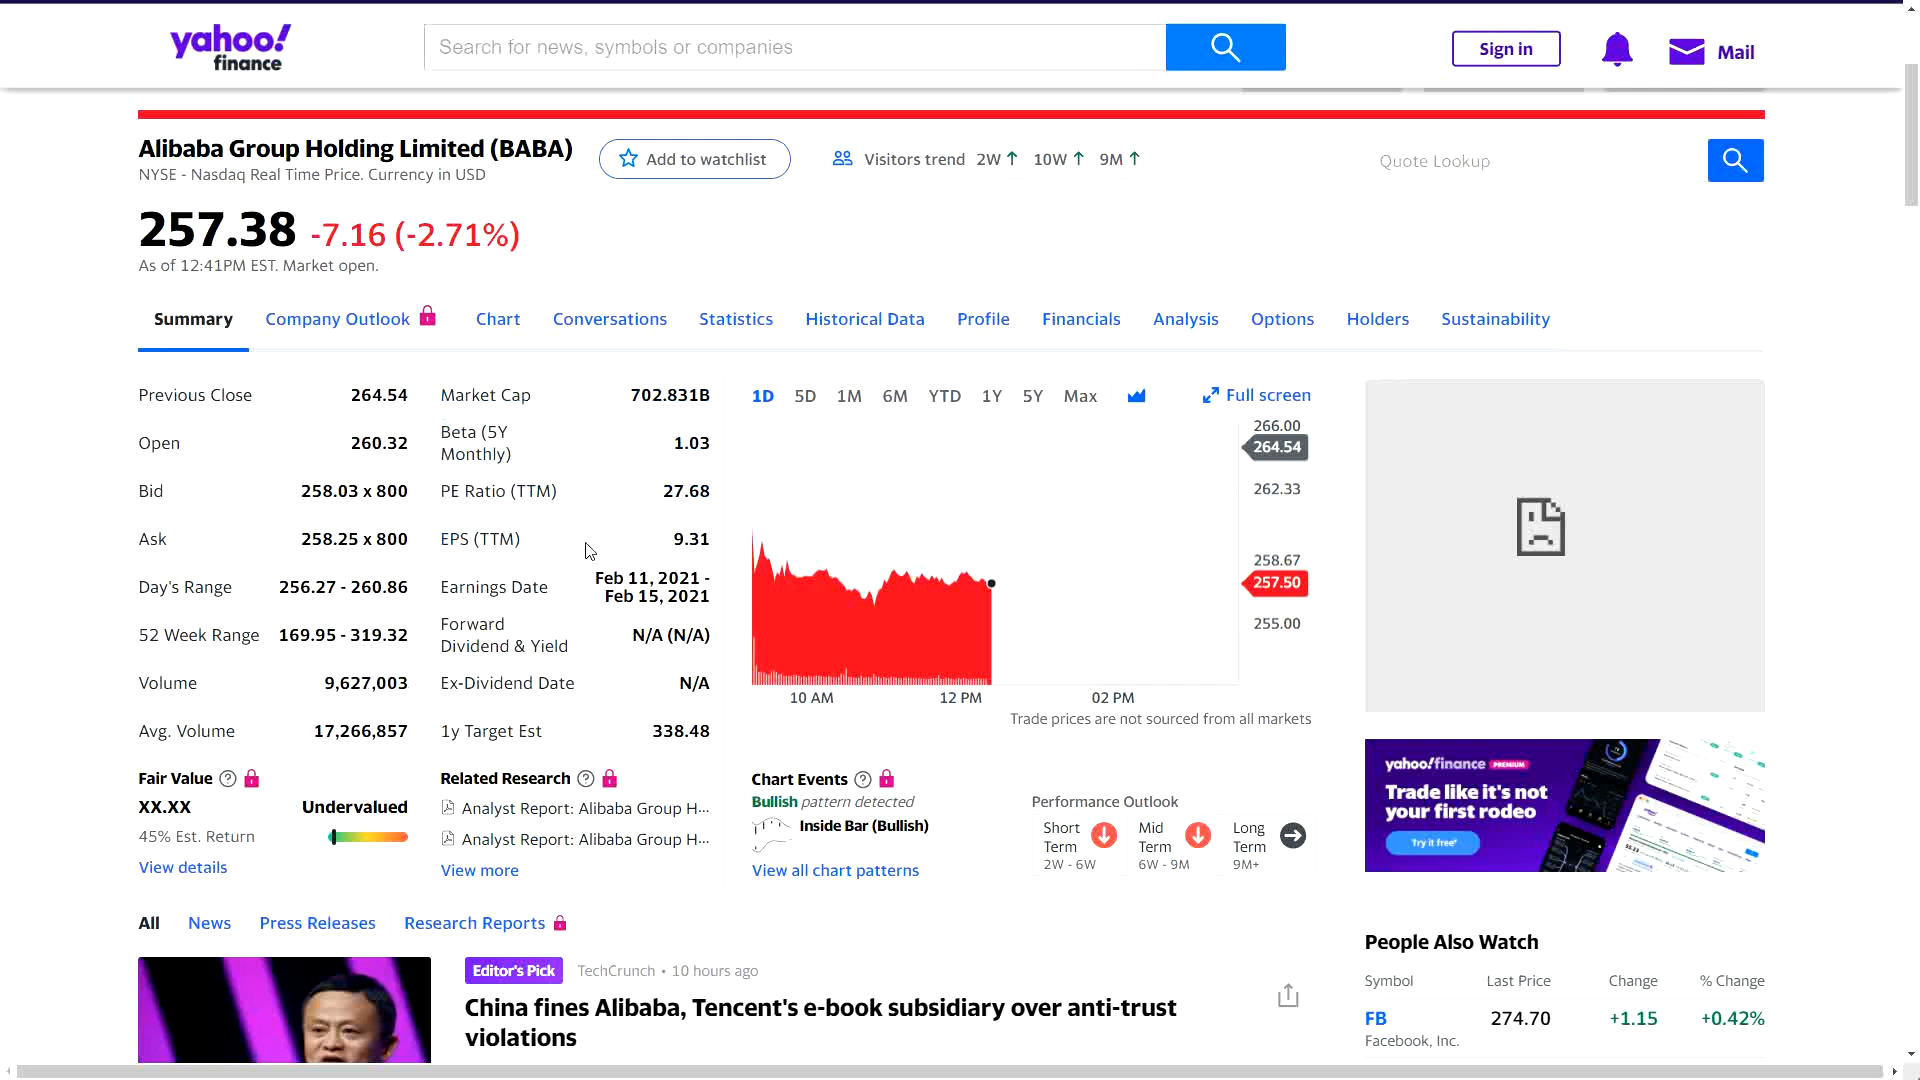 yahoo!
finance
Search for news, symbols or companies
Sign in
Mail
Alibaba Group Holding Limited (BABA)
NYSE - Nasdaq Real Time Price. Currency in USD
Add to watchlist
Visitors trend 2W 10W 9M
Quote Lookup
257.38 -7.16 (-2.71%)
As of 12:41PM EST. Market open.
Summary Company Outlook Chart Conversations Statistics Historical Data Profile Financials Analysis Options Holders Sustainability
Previous Close 264.54
Open 260.32
Bid 258.03 x 800
Ask 258.25 x 800
Day's Range 256.27 - 260.86
52 Week Range 169.95 - 319.32
Volume 9,627,003
Avg. Volume 17,266,857
Market Cap 702.831B
Beta (5Y
Monthly) 1.03
PE Ratio (TTM) 27.68
EPS (TTM) 9.31
Earnings Date Feb 11, 2021 -
Feb 15, 2021
Forward
Dividend & Yield N/A (N/A)
Ex-Dividend Date N/A
1y Target Est 338.48
1D 5D 1M 6M YTD 1Y 5Y Max
Full screen
266.00
264.54
262.33
258.67
257.50
255.00
10 AM 12 PM 02 PM
Trade prices are not sourced from all markets
Fair Value
XX.XX Undervalued
45% Est. Return
View details
Related Research
Analyst Report: Alibaba Group H...
Analyst Report: Alibaba Group H...
View more
Chart Events
Bullish pattern detected
Inside Bar (Bullish)
View all chart patterns
Performance Outlook
Short
Term
2W - 6W
Mid
Term
6W - 9M
Long
Term
9M+
yahoo!finance PREMIUM
Trade like it's not
your first rodeo
Try it free*
All News Press Releases Research Reports
Editor's Pick TechCrunch • 10 hours ago
China fines Alibaba, Tencent's e-book subsidiary over anti-trust
violations
People Also Watch
Symbol Last Price Change % Change
FB 274.70 +1.15 +0.42%
Facebook, Inc.